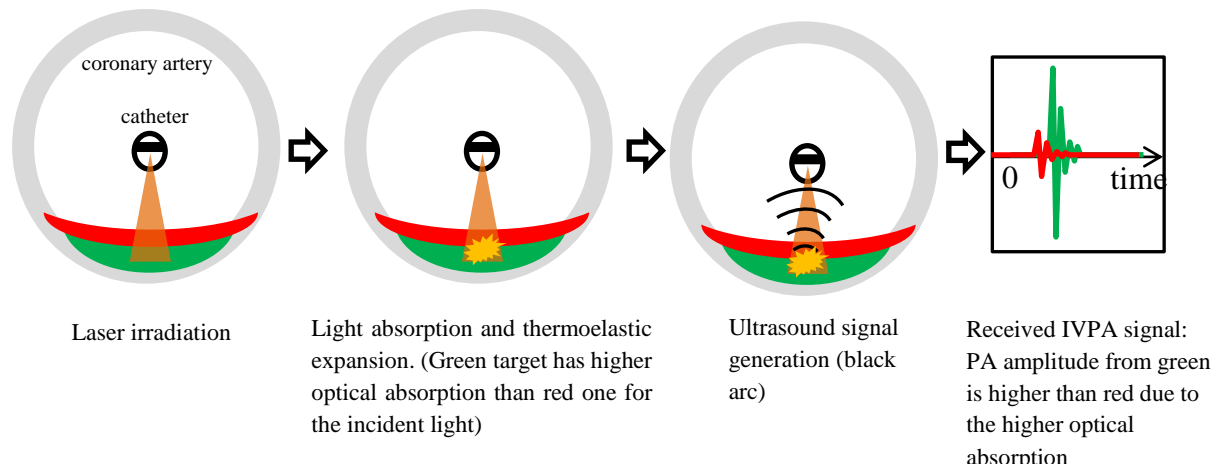 coronary artery
catheter
0
time
Laser irradiation
Light absorption and thermoelastic
expansion. (Green target has higher
optical absorption than red one for
the incident light)
Ultrasound signal
generation (black
arc)
Received IVPA signal:
PA amplitude from green
is higher than red due to
the higher optical
absorption